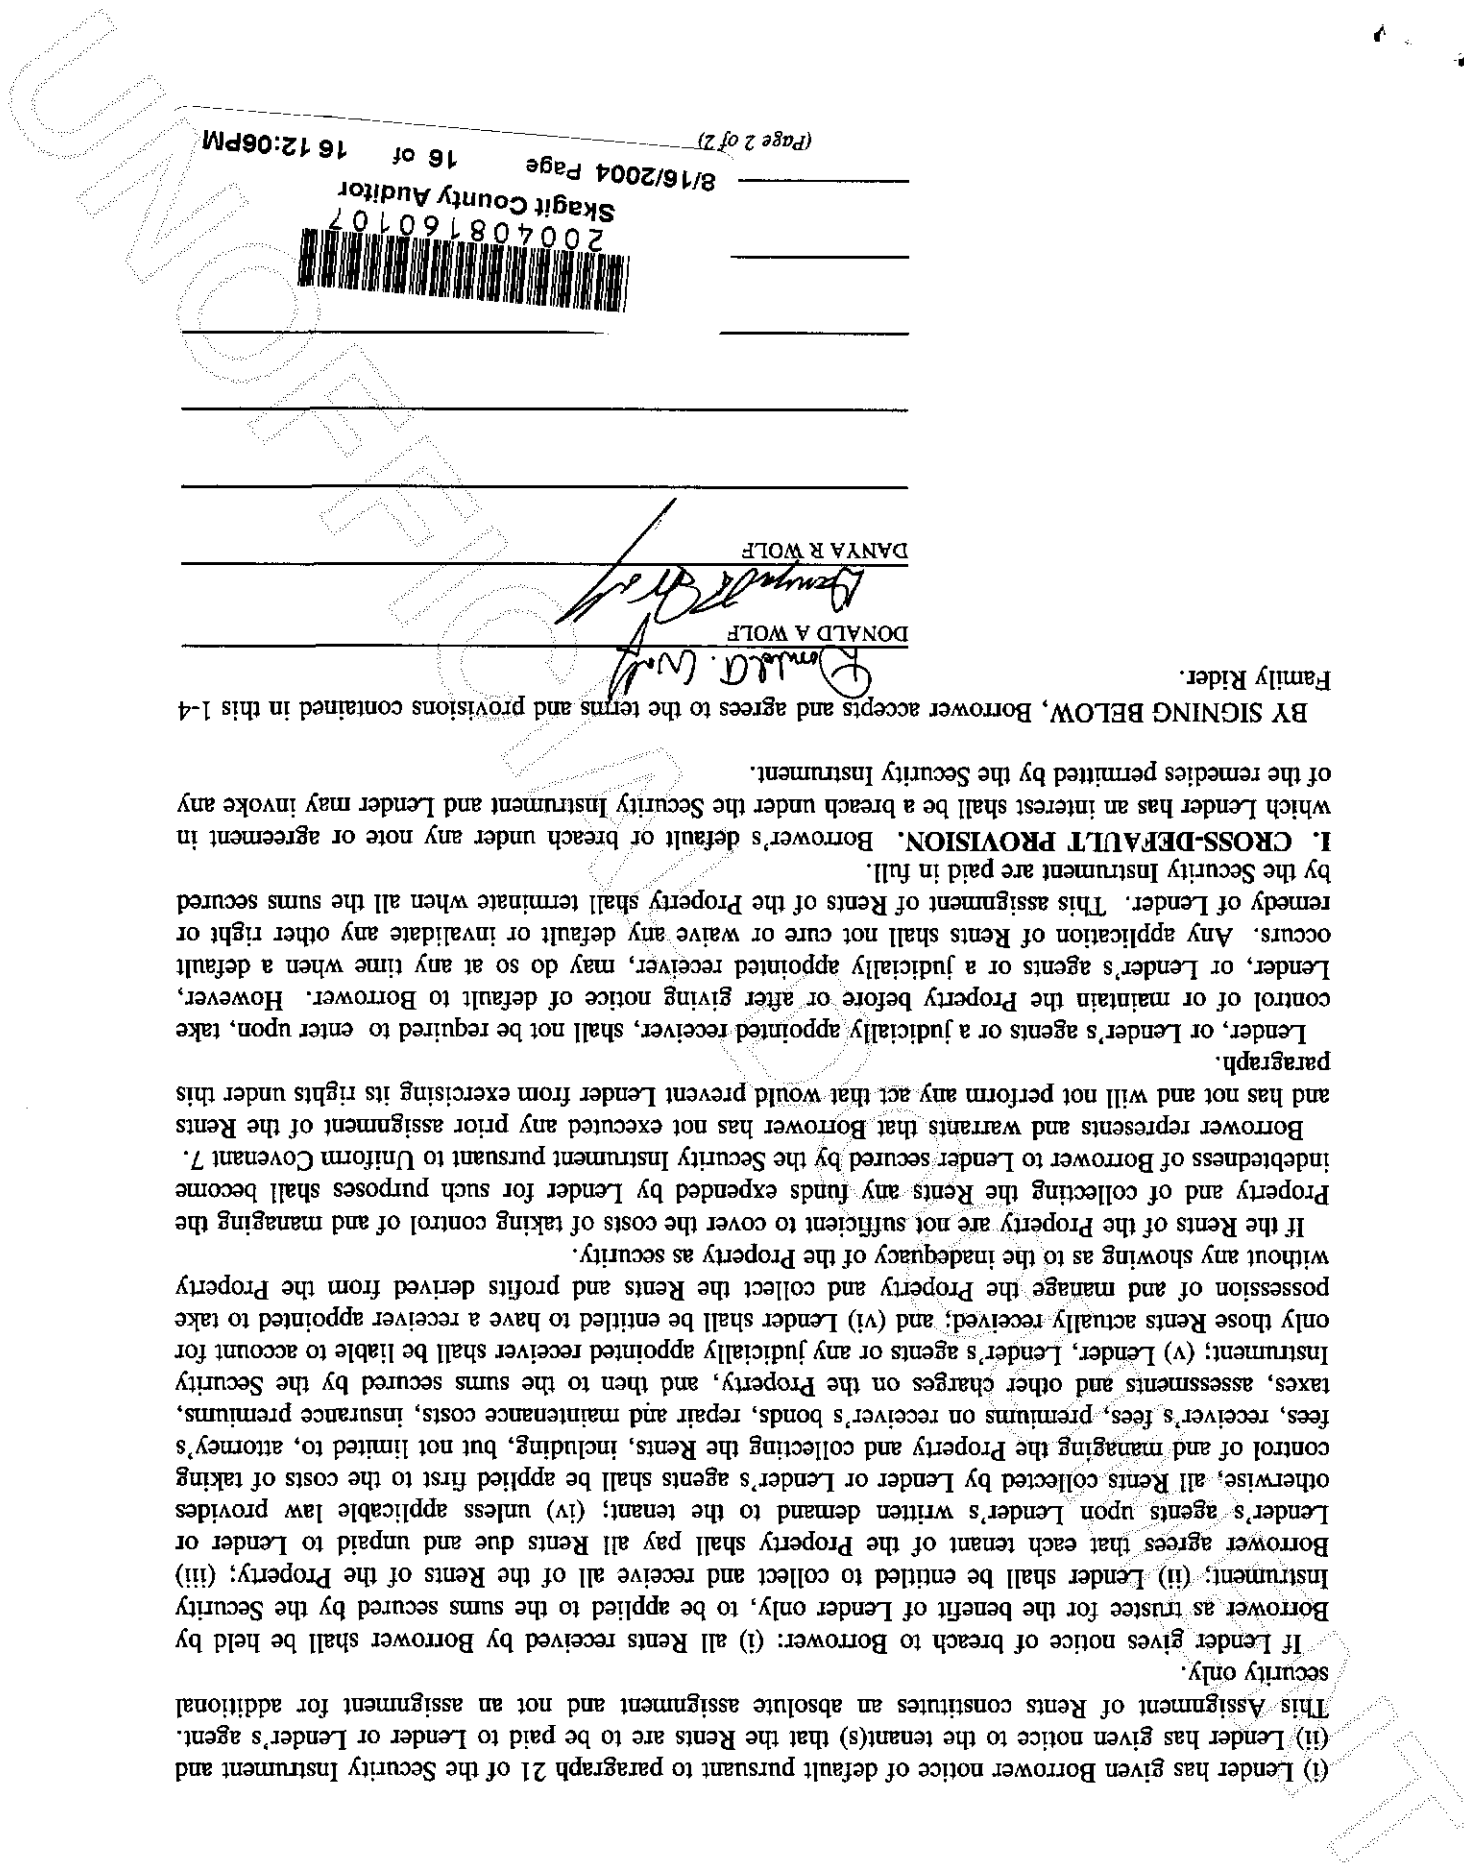 (i) Lender has given Borrower notice of default pursuant to paragraph 21 of the Security Instrument and
(ii) Lender has given notice to the tenant(s) that the Rents are to be paid to Lender or Lender's agent.
This Assignment of Rents constitutes an absolute assignment and not an assignment for additional
security only.
If Lender gives notice of breach to Borrower: (i) all Rents received by Borrower shall be held by
Borrower as trustee for the benefit of Lender only, to be applied to the sums secured by the Security
Instrument; (ii) Lender shall be entitled to collect and receive all of the Rents of the Property; (iii)
Borrower agrees that each tenant of the Property shall pay all Rents due and unpaid to Lender or
Lender's agents upon Lender's written demand to the tenant; (iv) unless applicable law provides
otherwise, all Rents collected by Lender or Lender's agents shall be applied first to the costs of taking
control of and managing the Property and collecting the Rents, including, but not limited to, attorney's
fees, receiver's fees, premiums on receiver's bonds, repair and maintenance costs, insurance premiums,
taxes, assessments and other charges on the Property, and then to the sums secured by the Security
Instrument; (v) Lender, Lender's agents or any judicially appointed receiver shall be liable to account for
only those Rents actually received; and (vi) Lender shall be entitled to have a receiver appointed to take
possession of and manage the Property and collect the Rents and profits derived from the Property
without any showing as to the inadequacy of the Property as security.
If the Rents of the Property are not sufficient to cover the costs of taking control of and managing the
Property and of collecting the Rents any funds expended by Lender for such purposes shall become
indebtedness of Borrower to Lender secured by the Security Instrument pursuant to Uniform Covenant 7.
Borrower represents and warrants that Borrower has not executed any prior assignment of the Rents
and has not and will not perform any act that would prevent Lender from exercising its rights under this
paragraph.
Lender, or Lender's agents or a judicially appointed receiver, shall not be required to enter upon, take
control of or maintain the Property before or after giving notice of default to Borrower. However,
Lender, or Lender's agents or a judicially appointed receiver, may do so at any time when a default
occurs. Any application of Rents shall not cure or waive any default or invalidate any other right or
remedy of Lender. This assignment of Rents of the Property shall terminate when all the sums secured
by the Security Instrument are paid in full.
I. CROSS-DEFAULT PROVISION. Borrower's default or breach under any note or agreement in
which Lender has an interest shall be a breach under the Security Instrument and Lender may invoke any
of the remedies permitted by the Security Instrument.
BY SIGNING BELOW, Borrower accepts and agrees to the terms and provisions contained in this 1-4
Family Rider.
Donald A. Wolf
DONALD A WOLF
Danya R Wolf
DANYA R WOLF
200408160107
Skagit County Auditor
8/16/2004 Page 16 of 16 12:06PM
(Page 2 of 2)
UNOFFICIAL DOCUMENT